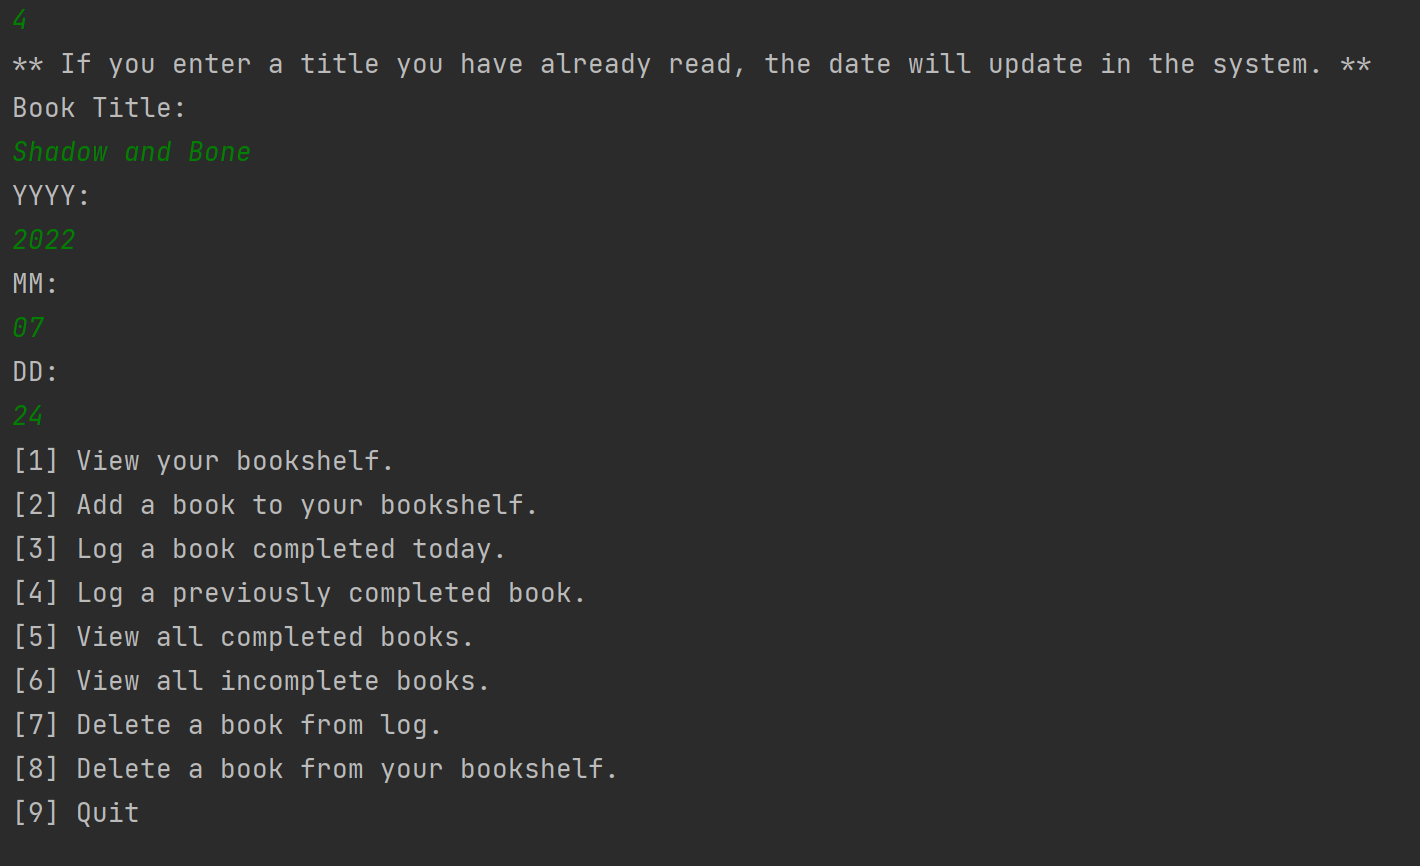 4
** If you enter a title you have already read, the date will update in the system. **
Book Title:
Shadow and Bone
YYYY:
2022
MM:
07
DD:
24
[1] View your bookshelf.
[2] Add a book to your bookshelf.
[3] Log a book completed today.
[4] Log a previously completed book.
[5] View all completed books.
[6] View all incomplete books.
[7] Delete a book from log.
[8] Delete a book from your bookshelf.
[9] Quit